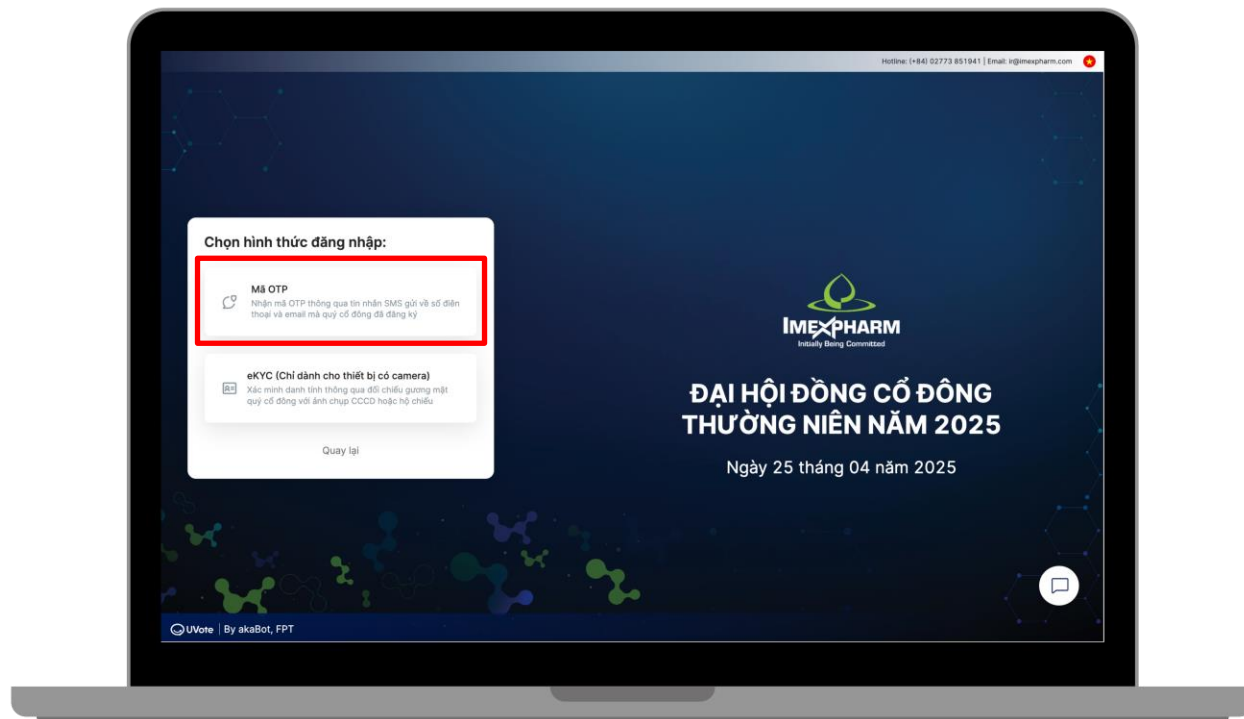 Hotline: (+84) 02773 851941 | Email: ir@imexpharm.com
Chọn hình thức đăng nhập:
Mã OTP
Nhận mã OTP thông qua tin nhắn SMS gửi về số điện
thoại và email mà quý cổ đông đã đăng ký
eKYC (Chỉ dành cho thiết bị có camera)
Xác minh danh tính thông qua đối chiếu gương mặt
quý cổ đông với ảnh chụp CCCD hoặc hộ chiếu
Quay lại
IMEXPHARM
Initially Being Committed
ĐẠI HỘI ĐỒNG CỔ ĐÔNG
THƯỜNG NIÊN NĂM 2025
Ngày 25 tháng 04 năm 2025
UVote | By akaBot, FPT